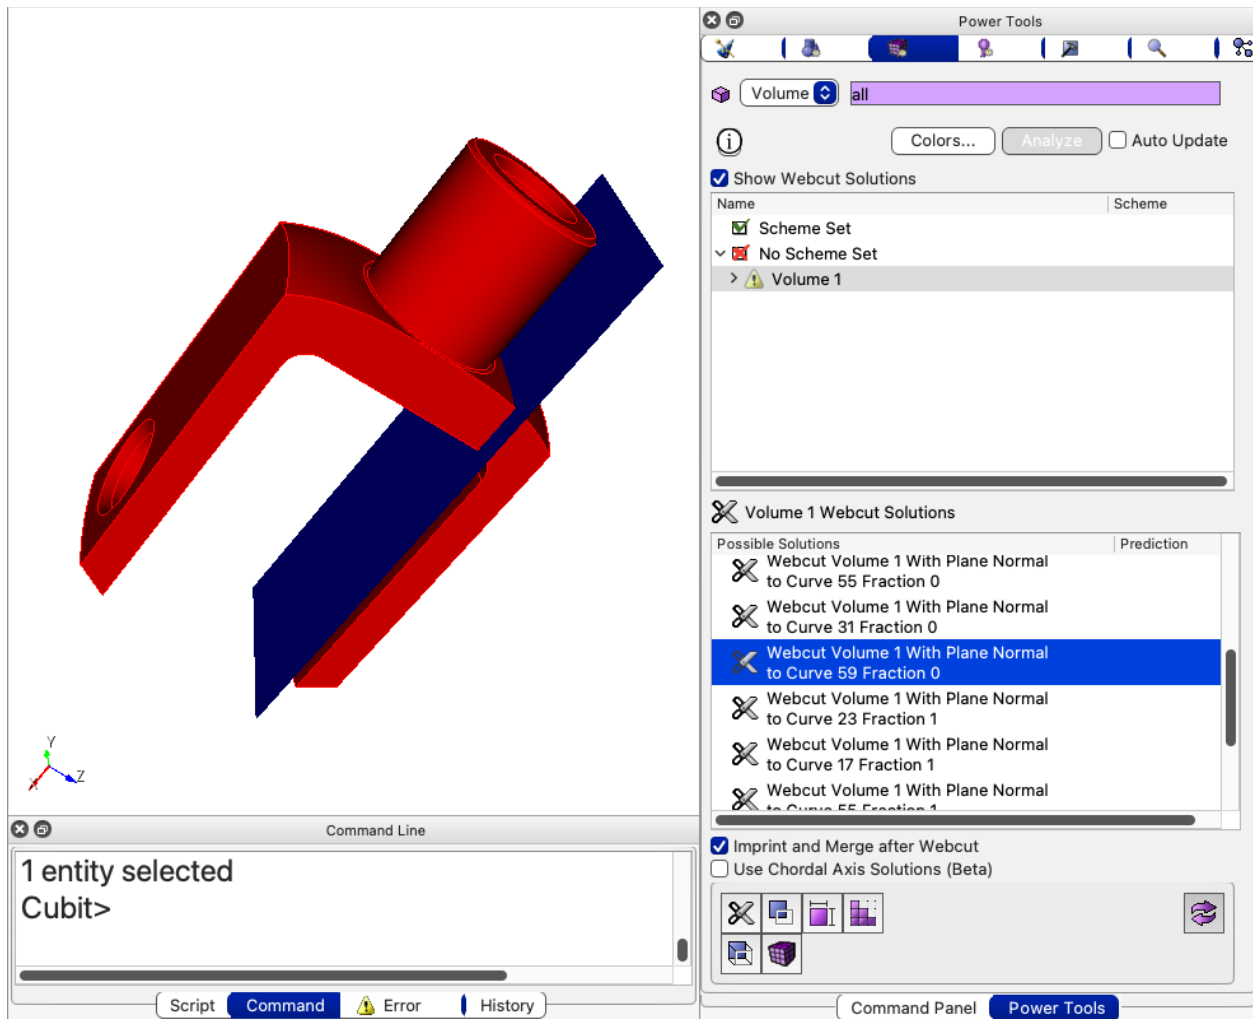 Power Tools
Volume
all
Colors...
Analyze
Auto Update
Show Webcut Solutions
Name
Scheme
Scheme Set
No Scheme Set
Volume 1
Volume 1 Webcut Solutions
Possible Solutions
Prediction
Webcut Volume 1 With Plane Normal
to Curve 55 Fraction 0
Webcut Volume 1 With Plane Normal
to Curve 31 Fraction 0
Webcut Volume 1 With Plane Normal
to Curve 59 Fraction 0
Webcut Volume 1 With Plane Normal
to Curve 23 Fraction 1
Webcut Volume 1 With Plane Normal
to Curve 17 Fraction 1
Webcut Volume 1 With Plane Normal
to Curve 55 Fraction 1
Imprint and Merge after Webcut
Use Chordal Axis Solutions (Beta)
Command Panel
Power Tools
Y
X
Z
Command Line
1 entity selected
Cubit>
Script
Command
Error
History